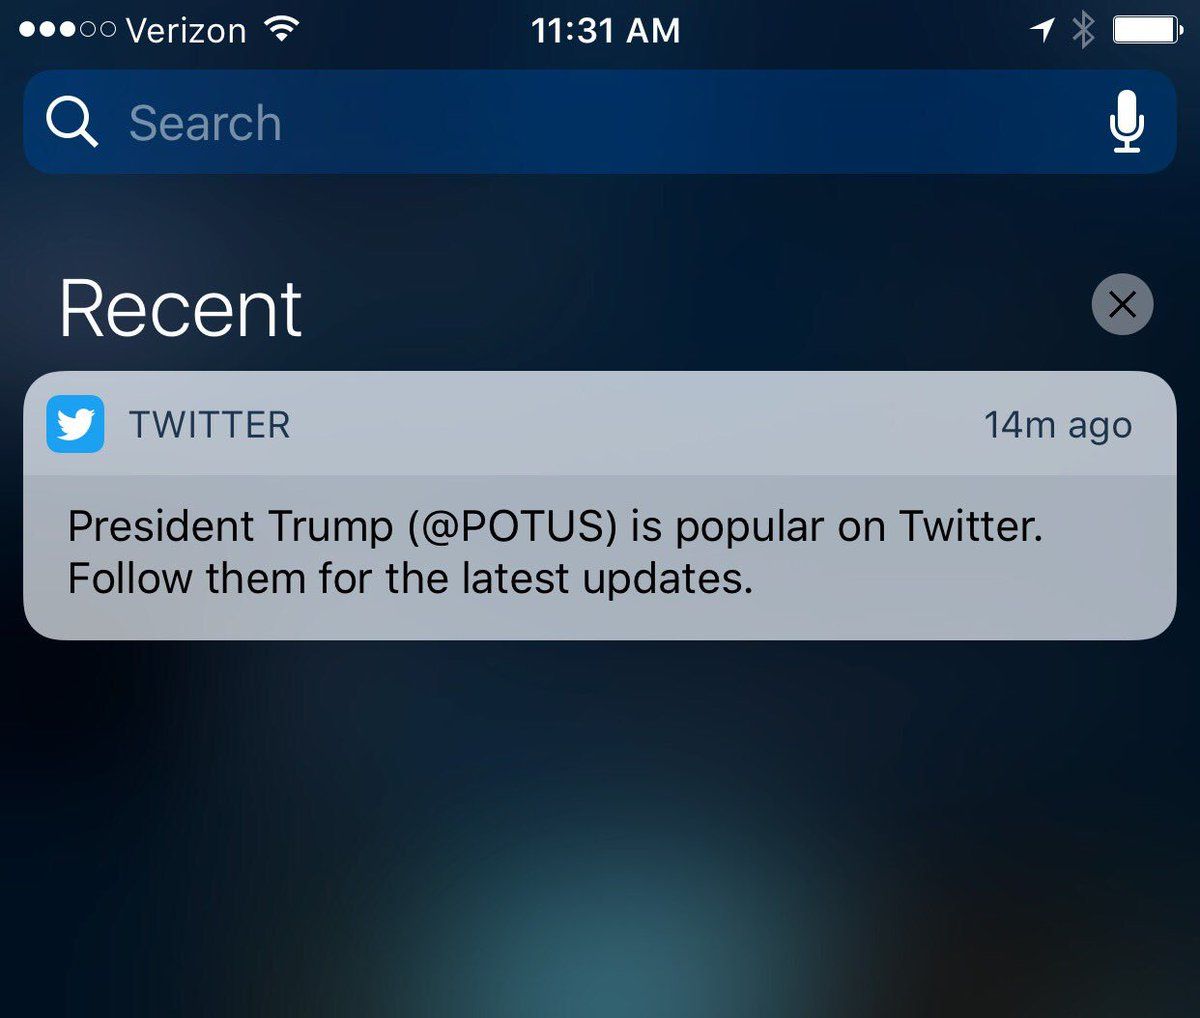 Verizon 11:31 AM
Search
Recent
TWITTER 14m ago
President Trump (@POTUS) is popular on Twitter.
Follow them for the latest updates.